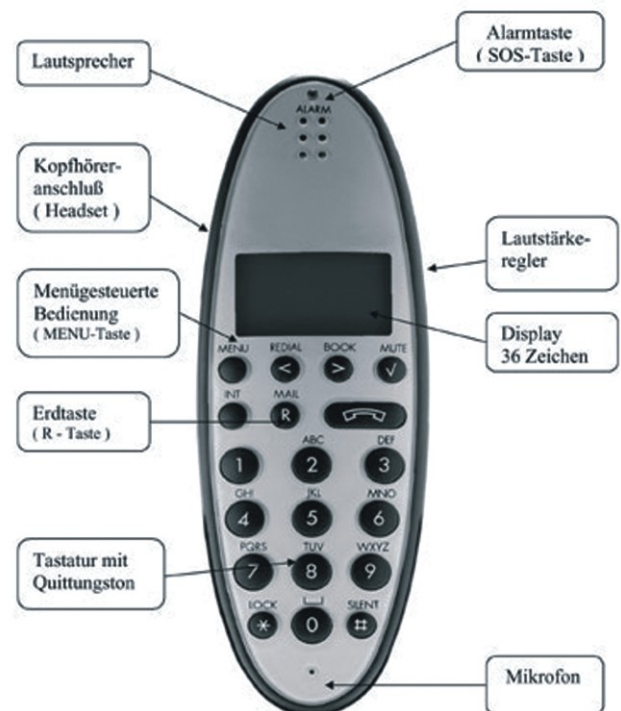 Alarmtaste
( SOS-Taste )
Lautsprecher
ALARM
Kopfhörer-
anschluß
( Headset )
Lautstärke-
regler
Menügesteuerte
Bedienung
( MENU-Taste )
Display
36 Zeichen
MENU REDIAL BOOK MUTE
< > √
INT MAIL
R
Erdtaste
( R - Taste )
ABC DEF
1 2 3
GHI JKL MNO
4 5 6
PQRS TUV WXYZ
7 8 9
Tastatur mit
Quittungston
LOCK SILENT
* 0 #
Mikrofon